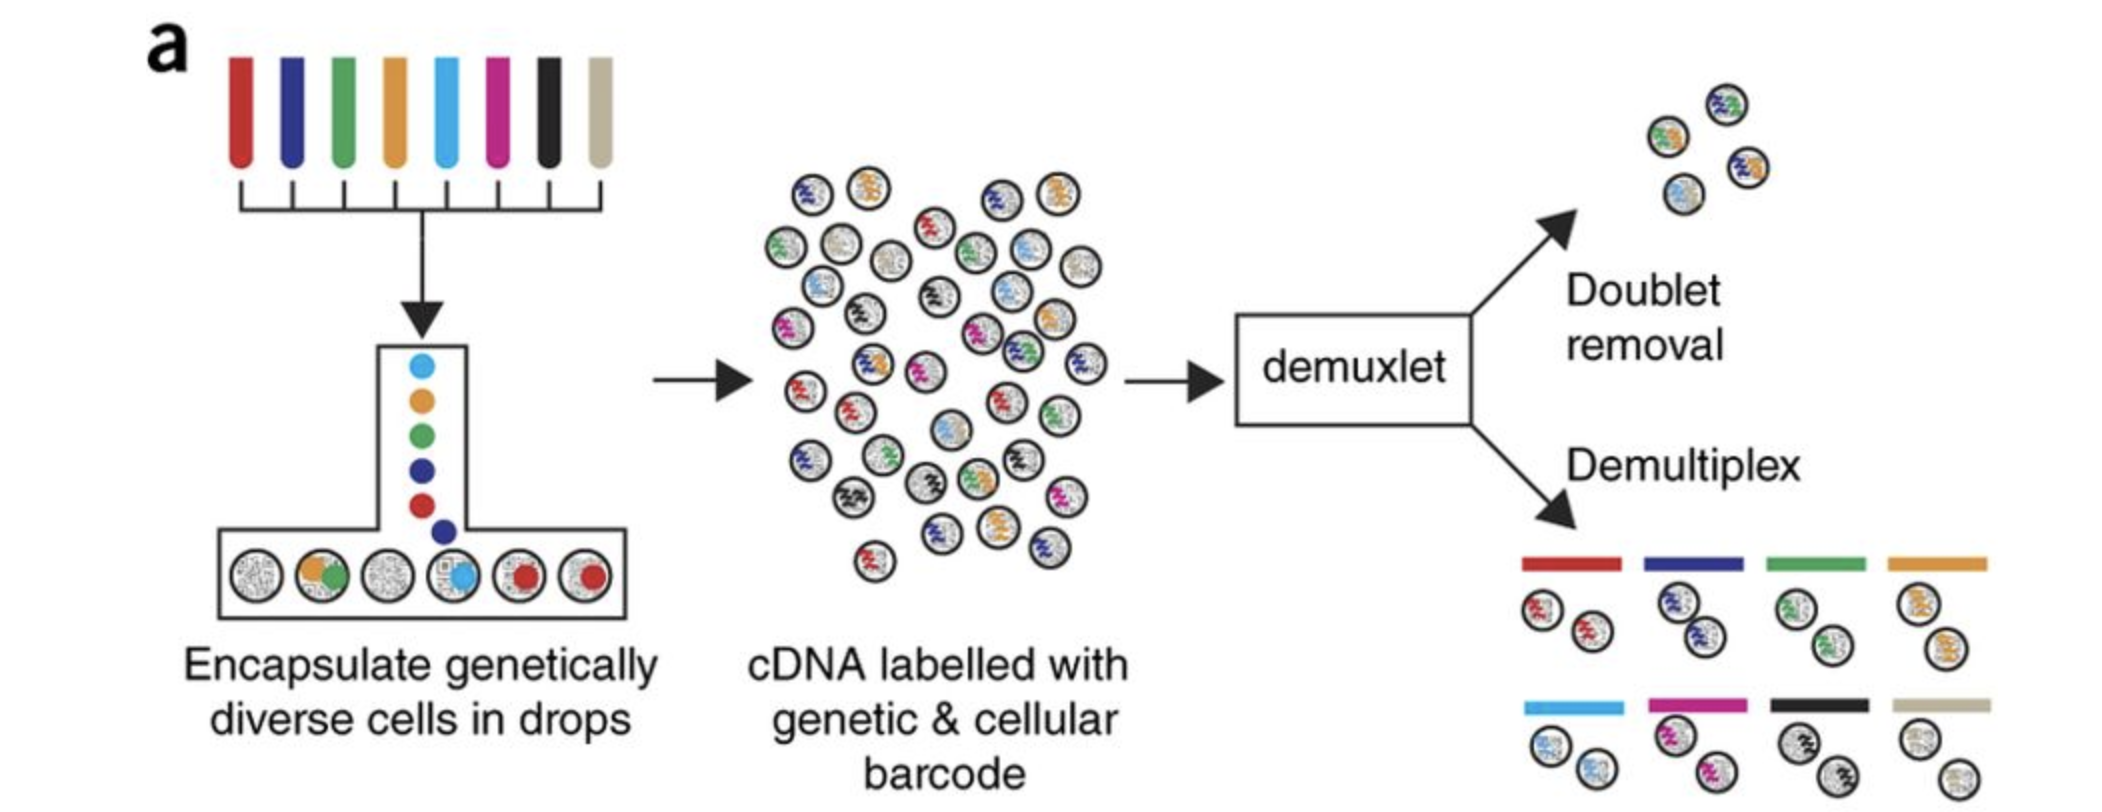 a
Encapsulate genetically
diverse cells in drops
cDNA labelled with
genetic & cellular
barcode
demuxlet
Doublet
removal
Demultiplex